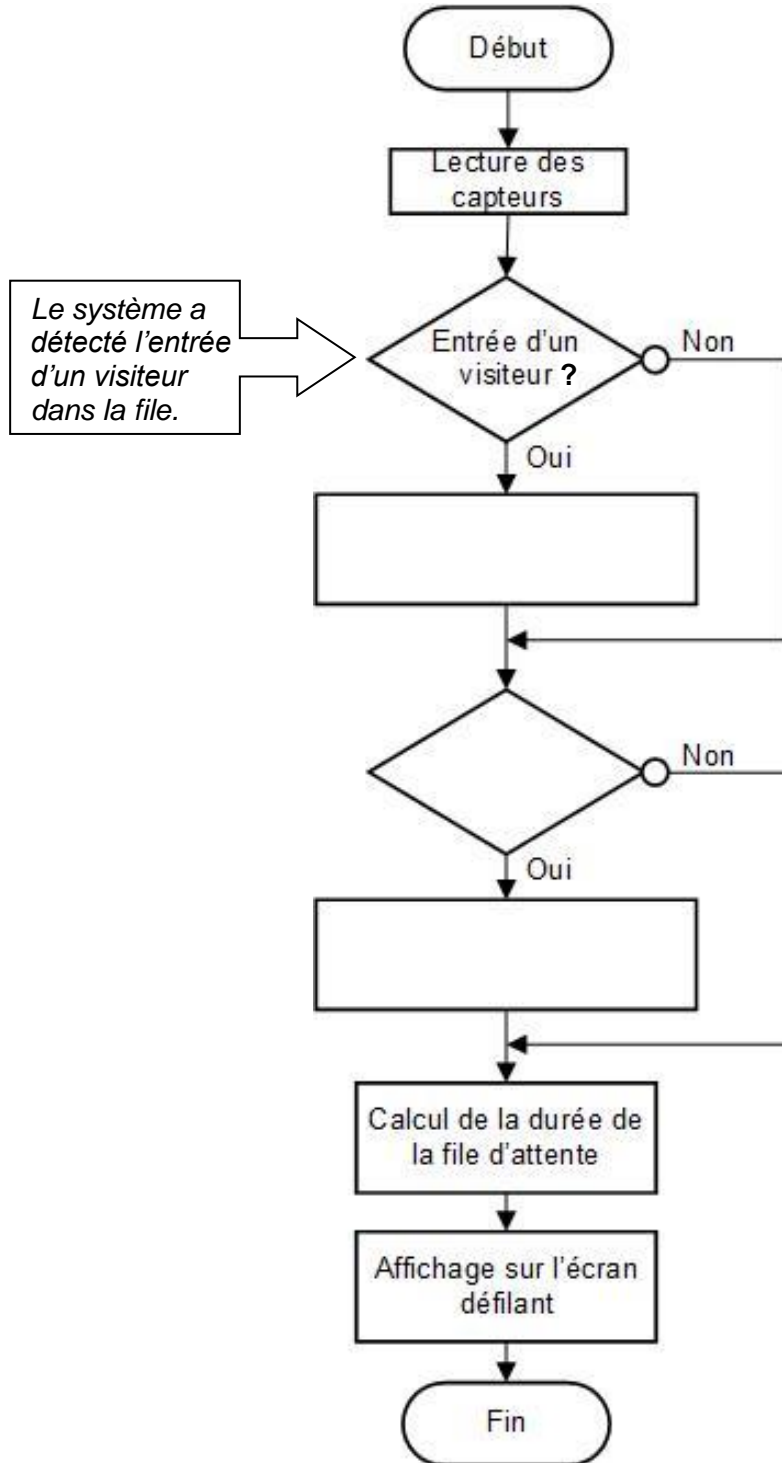 Début
Lecture des
capteurs
Le système a
détecté l’entrée
d’un visiteur
dans la file.
Entrée d’un
visiteur ?
Non
Oui
Non
Oui
Calcul de la durée de
la file d’attente
Affichage sur l’écran
défilant
Fin